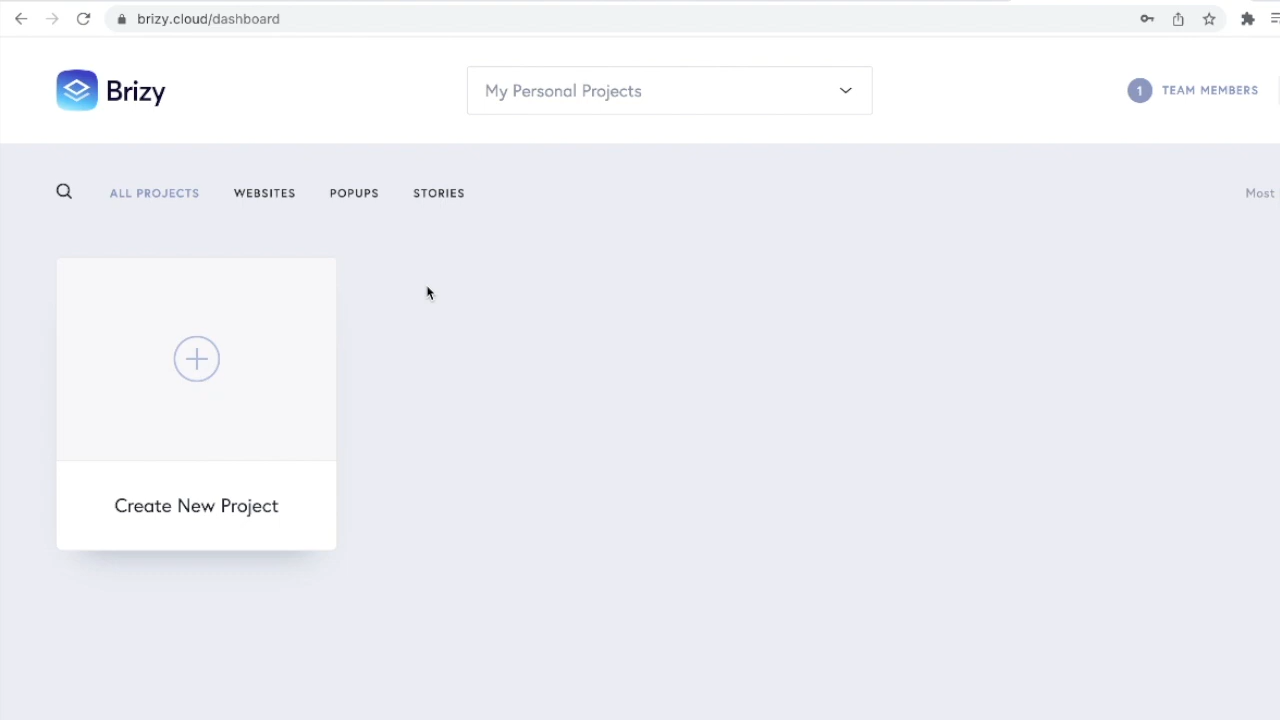 brizy.cloud/dashboard
Brizy
My Personal Projects
1 TEAM MEMBERS
ALL PROJECTS WEBSITES POPUPS STORIES
Most
Create New Project